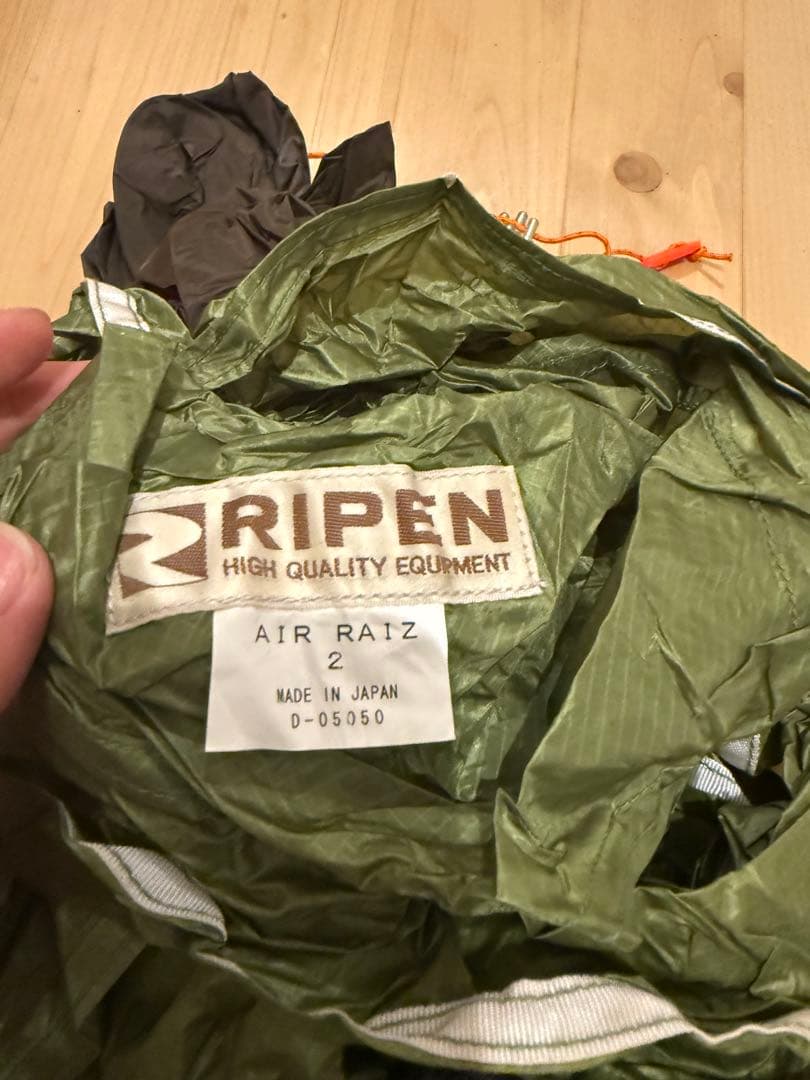 RIPEN
HIGH QUALITY EQUIPMENT
AIR RAIZ
2
MADE IN JAPAN
D-05050